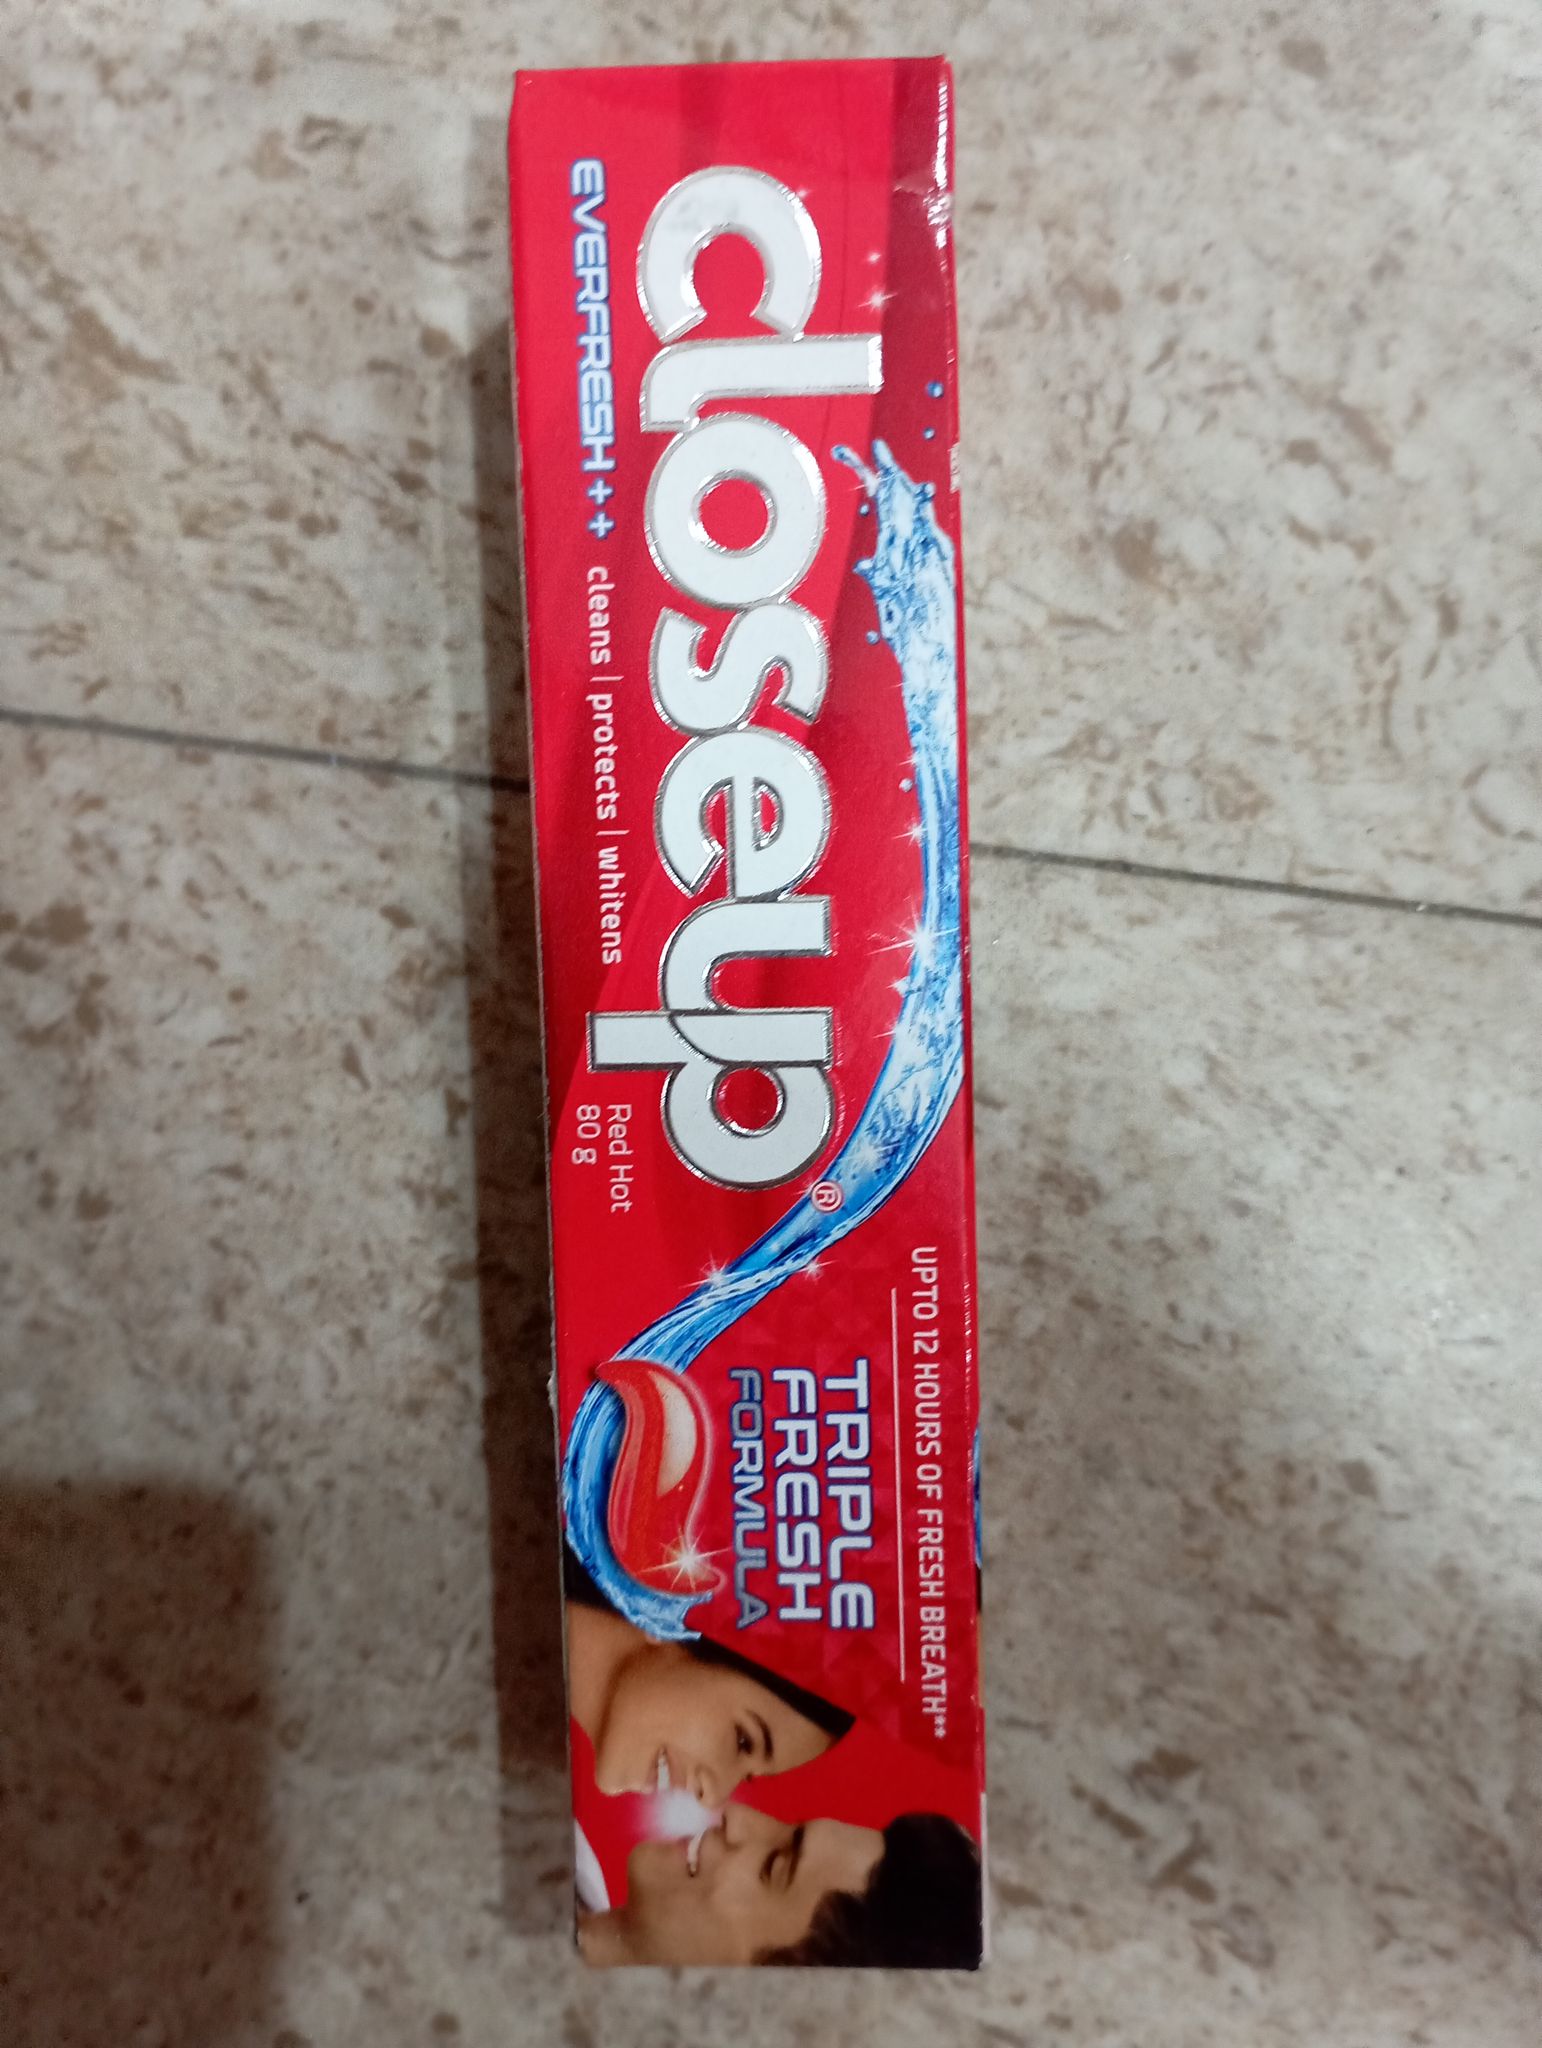 closeup®
EVERFRESH++ cleans | protects | whitens
Red Hot
80 g
UPTO 12 HOURS OF FRESH BREATH**
TRIPLE
FRESH
FORMULA